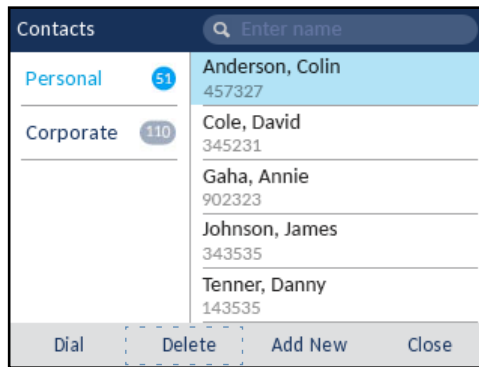 Contacts
Enter name
Personal 51
Corporate 110
Anderson, Colin
457327
Cole, David
345231
Gaha, Annie
902323
Johnson, James
343535
Tenner, Danny
143535
Dial Delete Add New Close